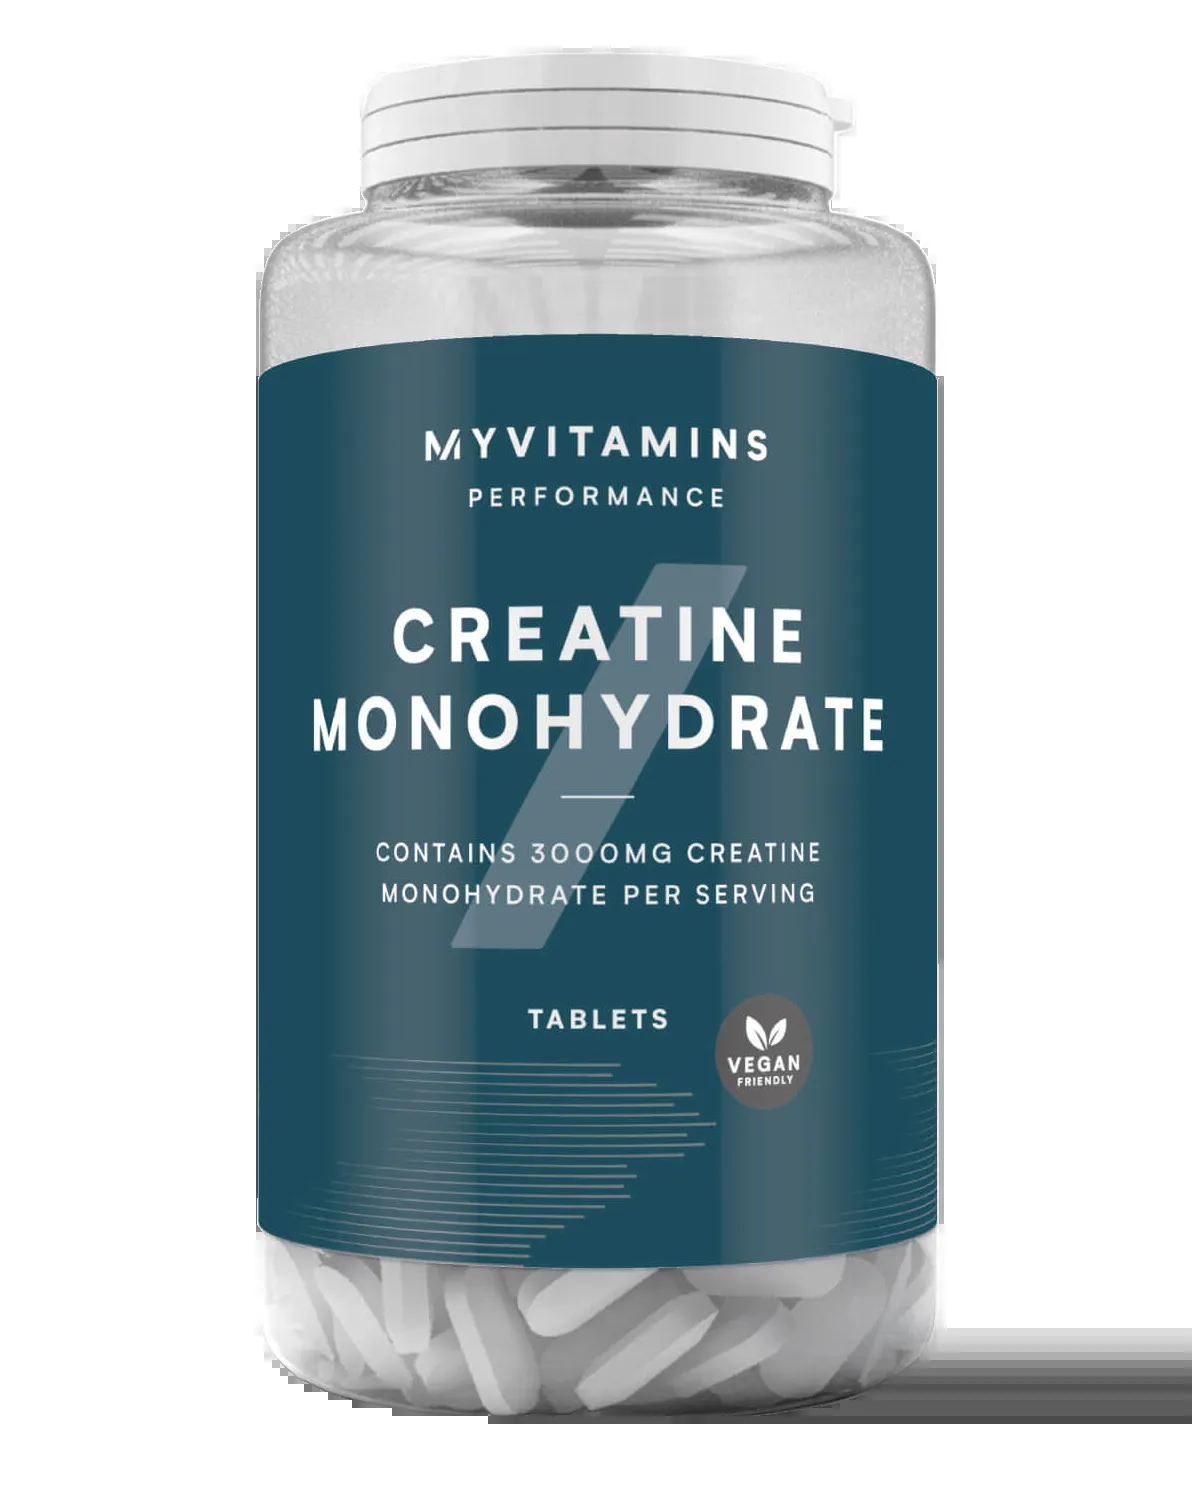 MYVITAMINS
PERFORMANCE
CREATINE
MONOHYDRATE
CONTAINS 3000MG CREATINE
MONOHYDRATE PER SERVING
TABLETS
VEGAN
FRIENDLY